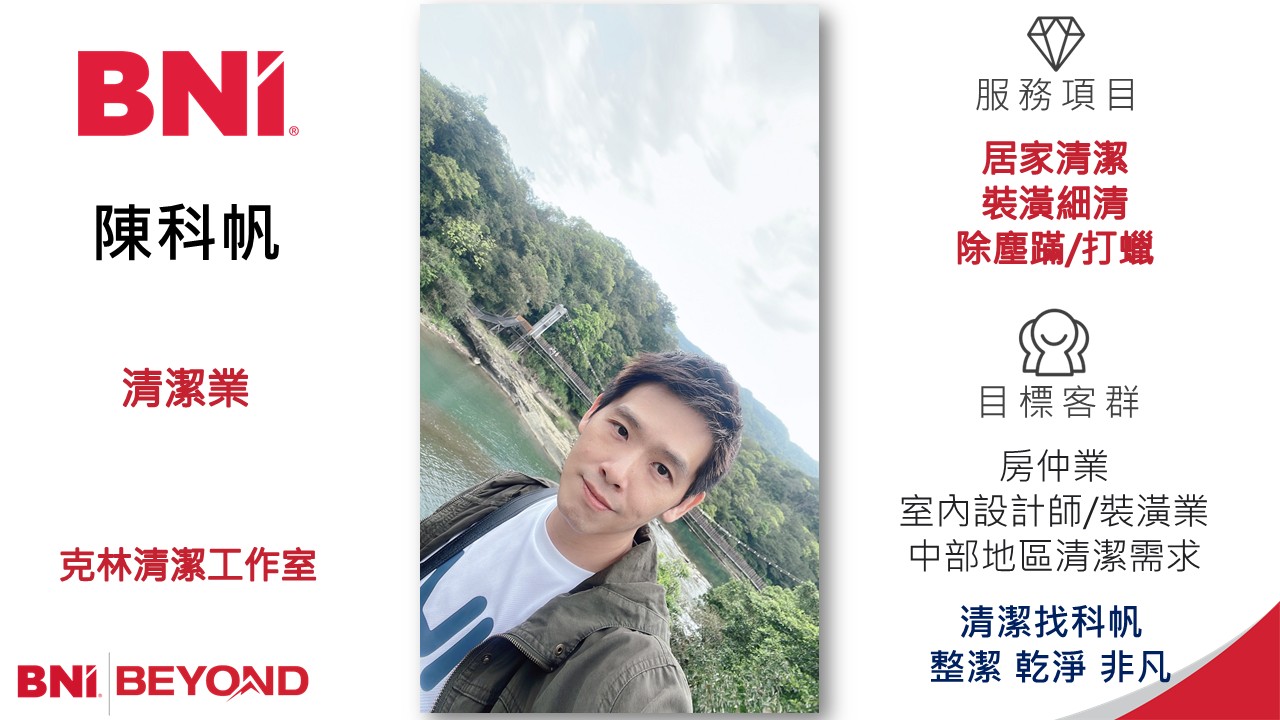 BNI®
陳科帆
清潔業
克林清潔工作室
BNI® BEYOND
服務項目
居家清潔
裝潢細清
除塵蹣/打蠟
目標客群
房仲業
室內設計師/裝潢業
中部地區清潔需求
清潔找科帆
整潔 乾淨 非凡